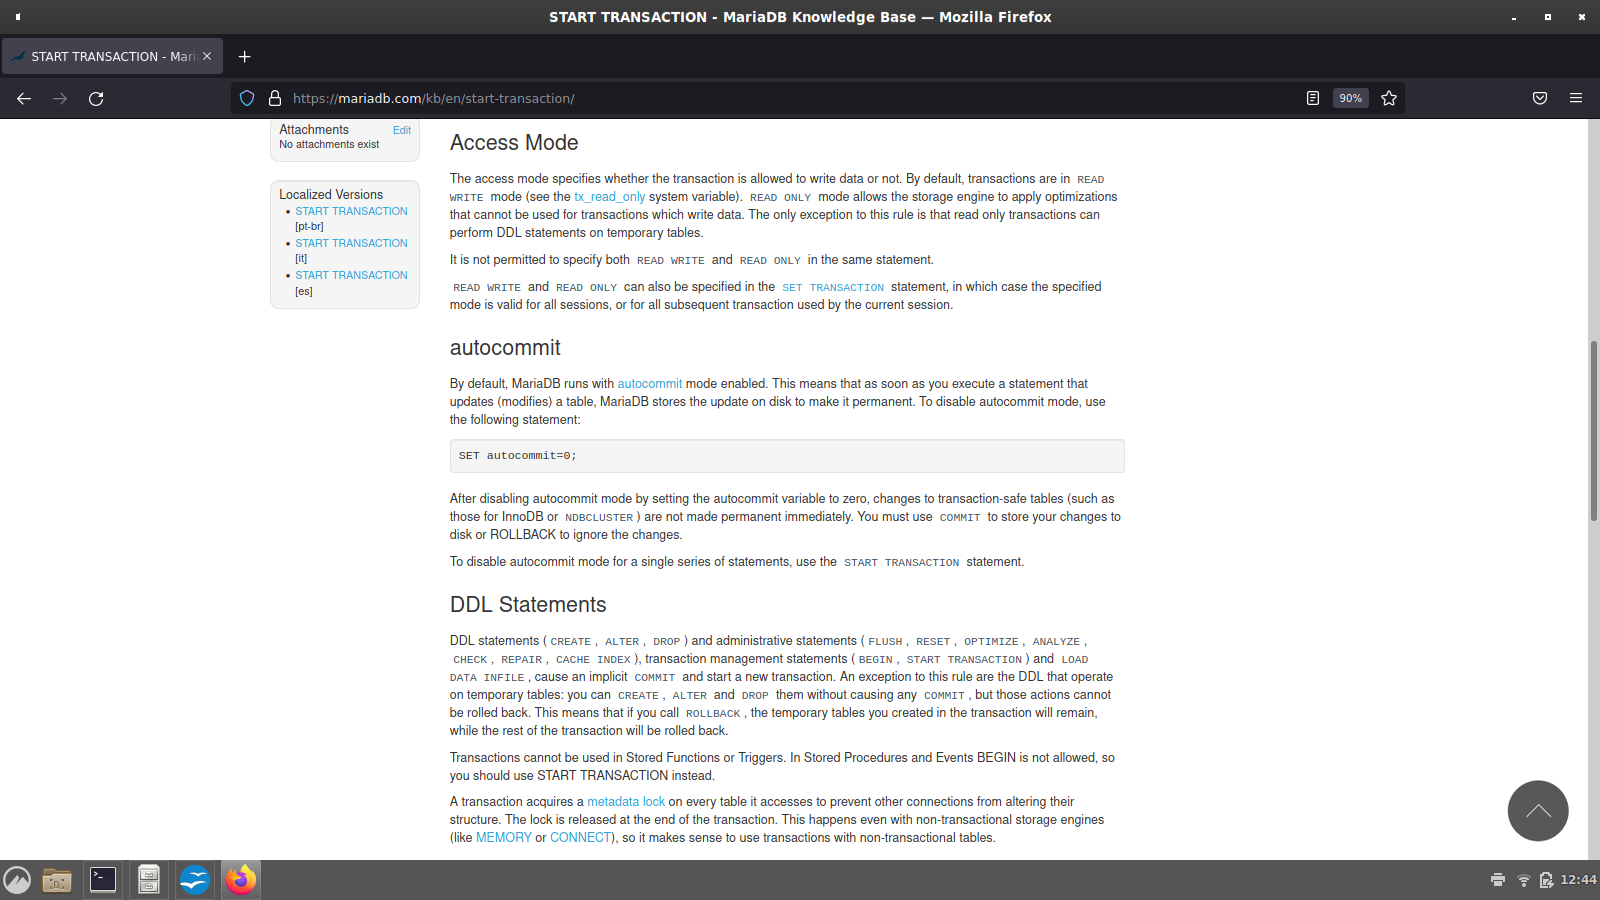 START TRANSACTION - MariaDB Knowledge Base — Mozilla Firefox
START TRANSACTION - Mari
https://mariadb.com/kb/en/start-transaction/
90%
Attachments Edit
No attachments exist
Localized Versions
START TRANSACTION
[pt-br]
START TRANSACTION
[it]
START TRANSACTION
[es]
Access Mode
The access mode specifies whether the transaction is allowed to write data or not. By default, transactions are in READ
WRITE mode (see the tx_read_only system variable). READ ONLY mode allows the storage engine to apply optimizations
that cannot be used for transactions which write data. The only exception to this rule is that read only transactions can
perform DDL statements on temporary tables.
It is not permitted to specify both READ WRITE and READ ONLY in the same statement.
READ WRITE and READ ONLY can also be specified in the SET TRANSACTION statement, in which case the specified
mode is valid for all sessions, or for all subsequent transaction used by the current session.
autocommit
By default, MariaDB runs with autocommit mode enabled. This means that as soon as you execute a statement that
updates (modifies) a table, MariaDB stores the update on disk to make it permanent. To disable autocommit mode, use
the following statement:
SET autocommit=0;
After disabling autocommit mode by setting the autocommit variable to zero, changes to transaction-safe tables (such as
those for InnoDB or NDBCLUSTER) are not made permanent immediately. You must use COMMIT to store your changes to
disk or ROLLBACK to ignore the changes.
To disable autocommit mode for a single series of statements, use the START TRANSACTION statement.
DDL Statements
DDL statements (CREATE, ALTER, DROP) and administrative statements (FLUSH, RESET, OPTIMIZE, ANALYZE,
CHECK, REPAIR, CACHE INDEX), transaction management statements (BEGIN, START TRANSACTION) and LOAD
DATA INFILE, cause an implicit COMMIT and start a new transaction. An exception to this rule are the DDL that operate
on temporary tables: you can CREATE, ALTER and DROP them without causing any COMMIT, but those actions cannot
be rolled back. This means that if you call ROLLBACK, the temporary tables you created in the transaction will remain,
while the rest of the transaction will be rolled back.
Transactions cannot be used in Stored Functions or Triggers. In Stored Procedures and Events BEGIN is not allowed, so
you should use START TRANSACTION instead.
A transaction acquires a metadata lock on every table it accesses to prevent other connections from altering their
structure. The lock is released at the end of the transaction. This happens even with non-transactional storage engines
(like MEMORY or CONNECT), so it makes sense to use transactions with non-transactional tables.
12:44